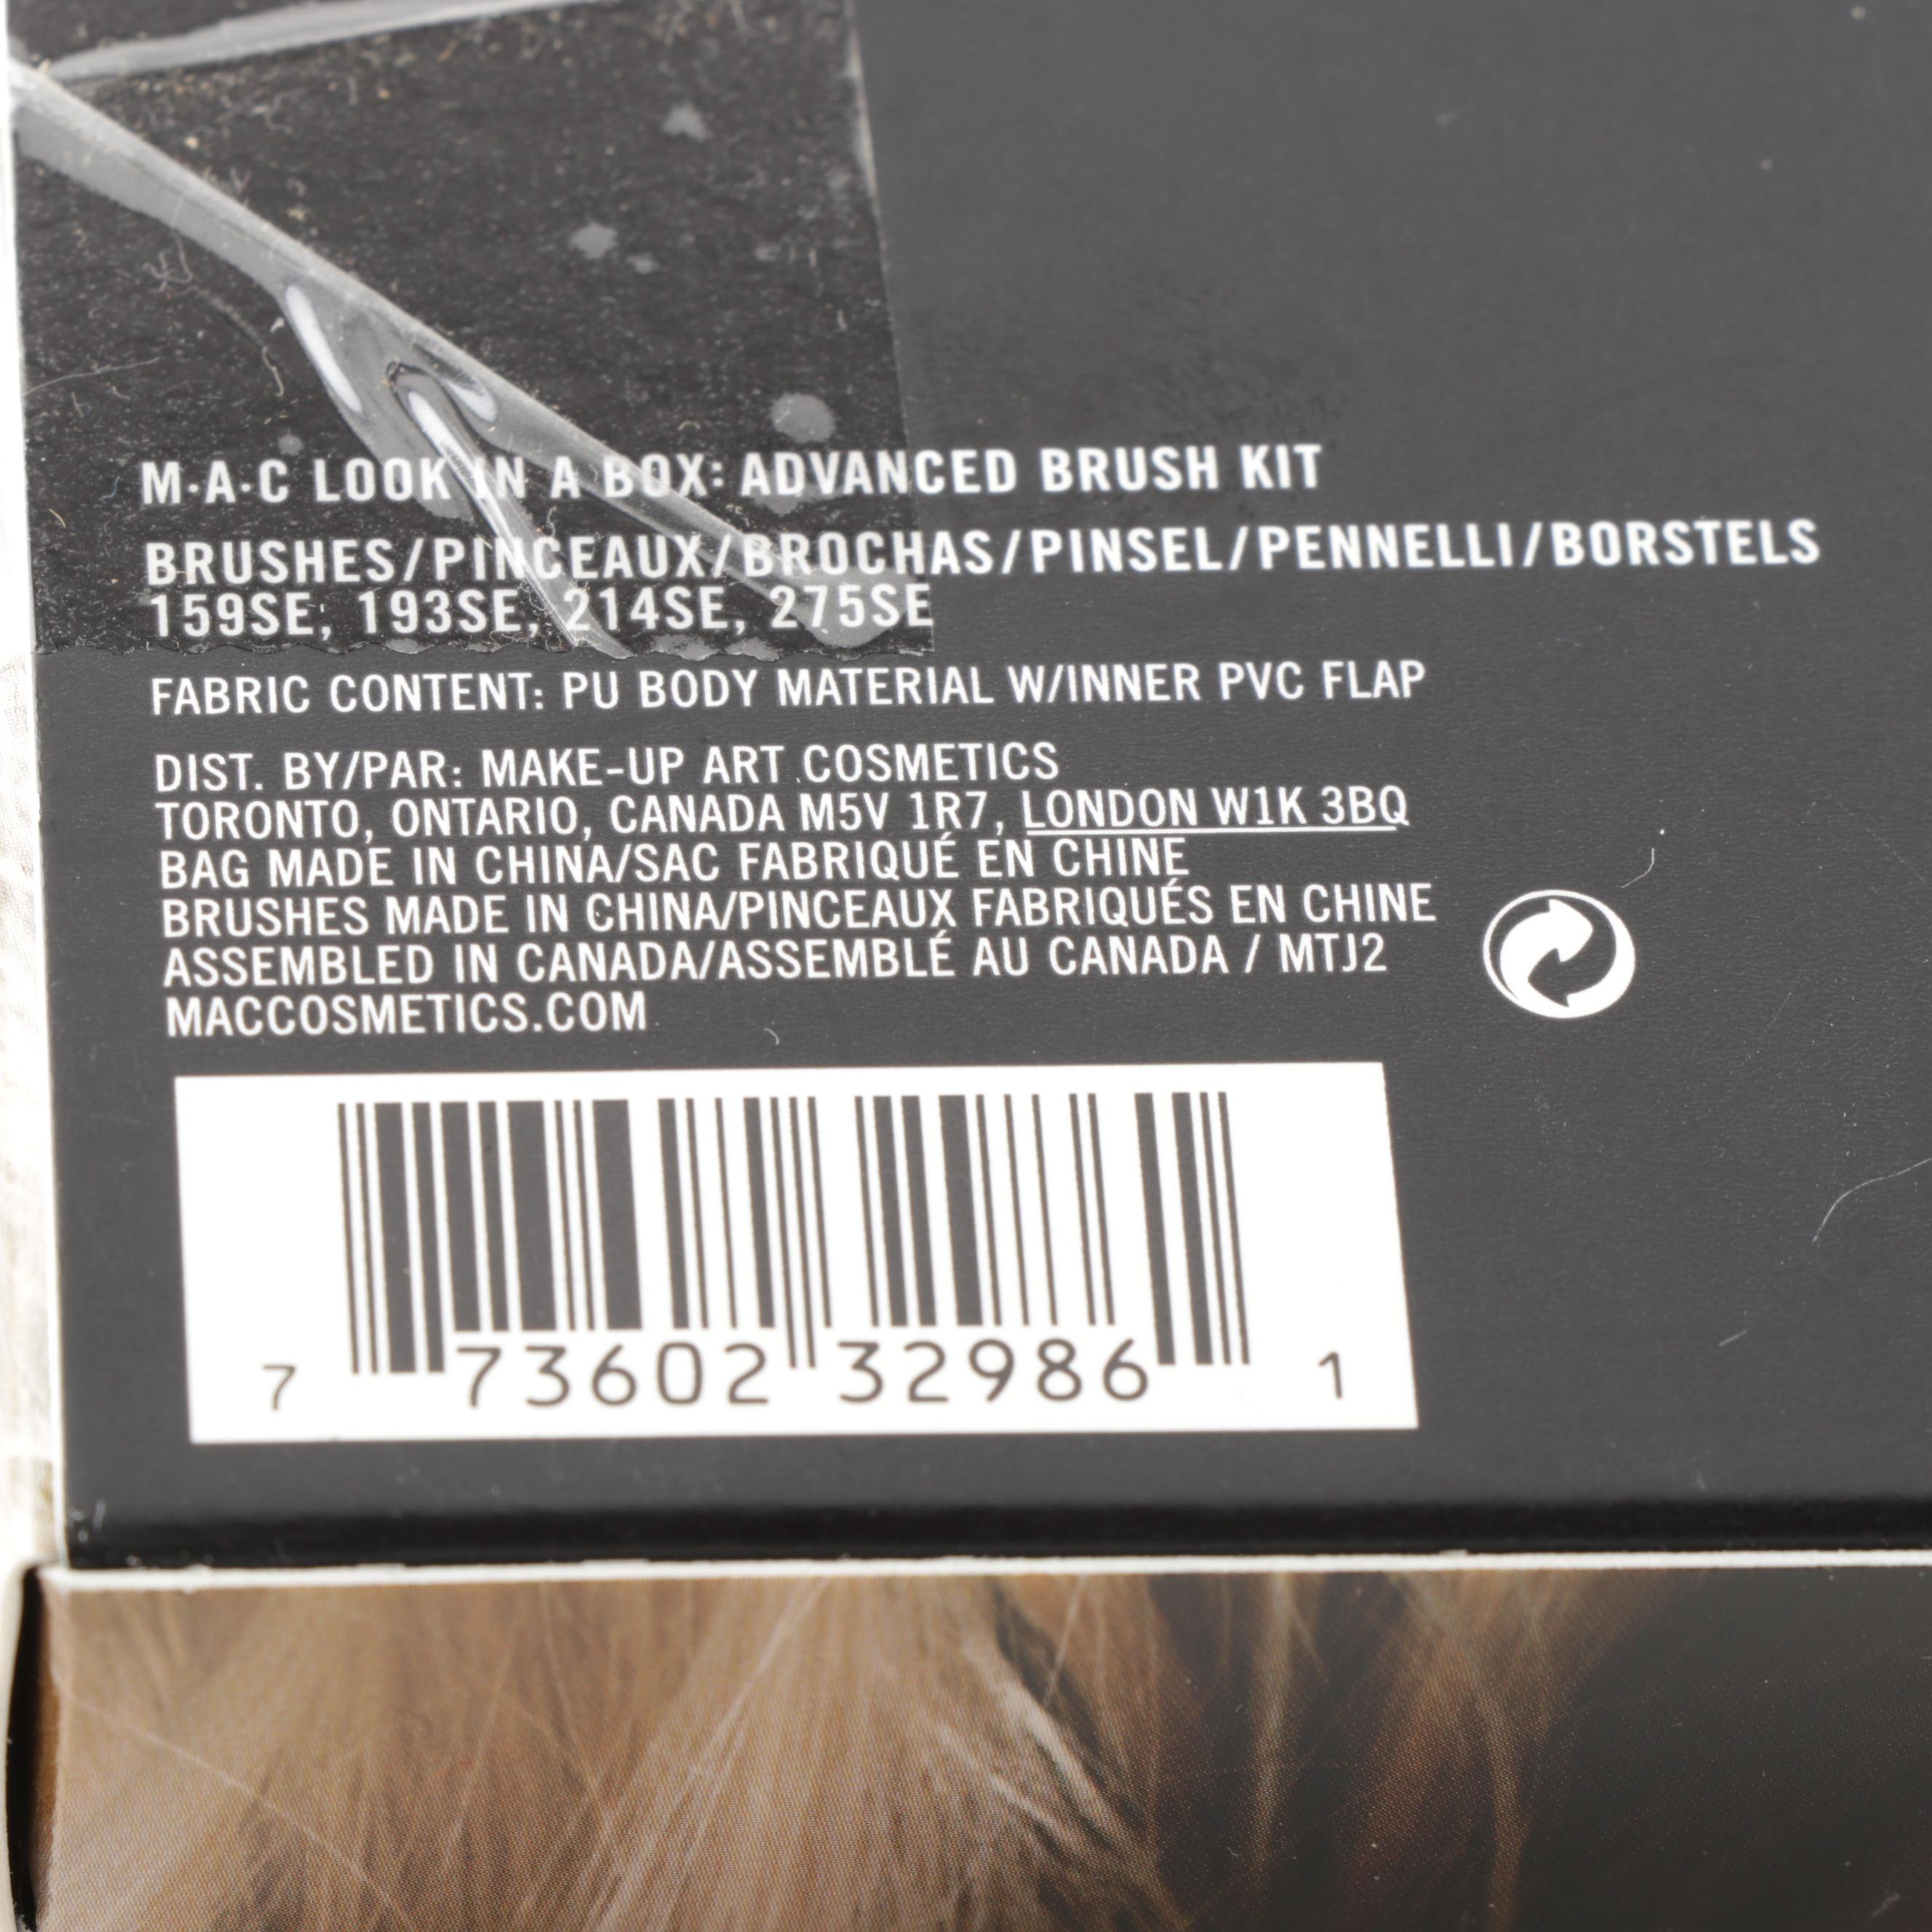 M·A·C LOOK IN A BOX: ADVANCED BRUSH KIT
BRUSHES/PINCEAUX/BROCHAS/PINSEL/PENNELLI/BORSTELS
159SE, 193SE, 214SE, 275SE
FABRIC CONTENT: PU BODY MATERIAL W/INNER PVC FLAP
DIST. BY/PAR: MAKE-UP ART COSMETICS
TORONTO, ONTARIO, CANADA M5V 1R7, LONDON W1K 3BQ
BAG MADE IN CHINA/SAC FABRIQUÉ EN CHINE
BRUSHES MADE IN CHINA/PINCEAUX FABRIQUÉS EN CHINE
ASSEMBLED IN CANADA/ASSEMBLÉ AU CANADA / MTJ2
MACCOSMETICS.COM
7 73602 32986 1